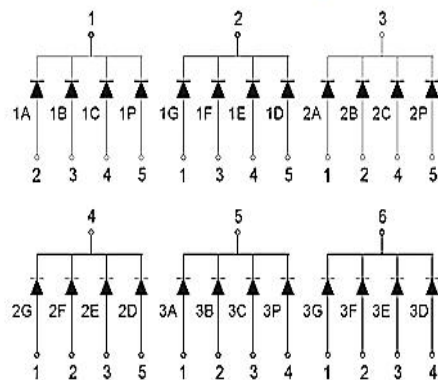 1 2 3
1A 1B 1C 1P 1G 1F 1E 1D 2A 2B 2C 2P
2 3 4 5 1 3 4 5 1 2 4 5
4 5 6
2G 2F 2E 2D 3A 3B 3C 3P 3G 3F 3E 3D
1 2 3 5 1 2 3 4 1 2 3 4